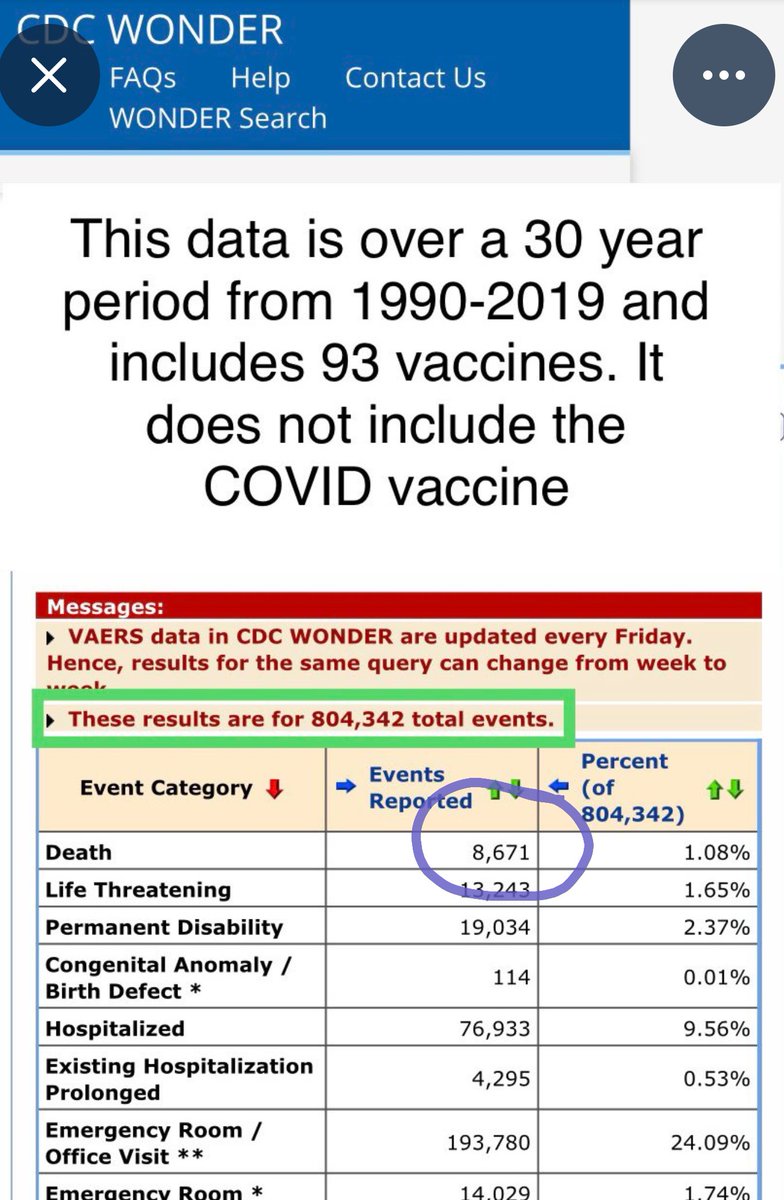 CDC WONDER
FAQs Help Contact Us
WONDER Search
This data is over a 30 year
period from 1990-2019 and
includes 93 vaccines. It
does not include the
COVID vaccine
Messages:
VAERS data in CDC WONDER are updated every Friday.
Hence, results for the same query can change from week to
week.
These results are for 804,342 total events.
Event Category Events Reported Percent (of 804,342)
Death 8,671 1.08%
Life Threatening 13,243 1.65%
Permanent Disability 19,034 2.37%
Congenital Anomaly /
Birth Defect * 114 0.01%
Hospitalized 76,933 9.56%
Existing Hospitalization
Prolonged 4,295 0.53%
Emergency Room /
Office Visit ** 193,780 24.09%
Emergency Room * 14,029 1.74%